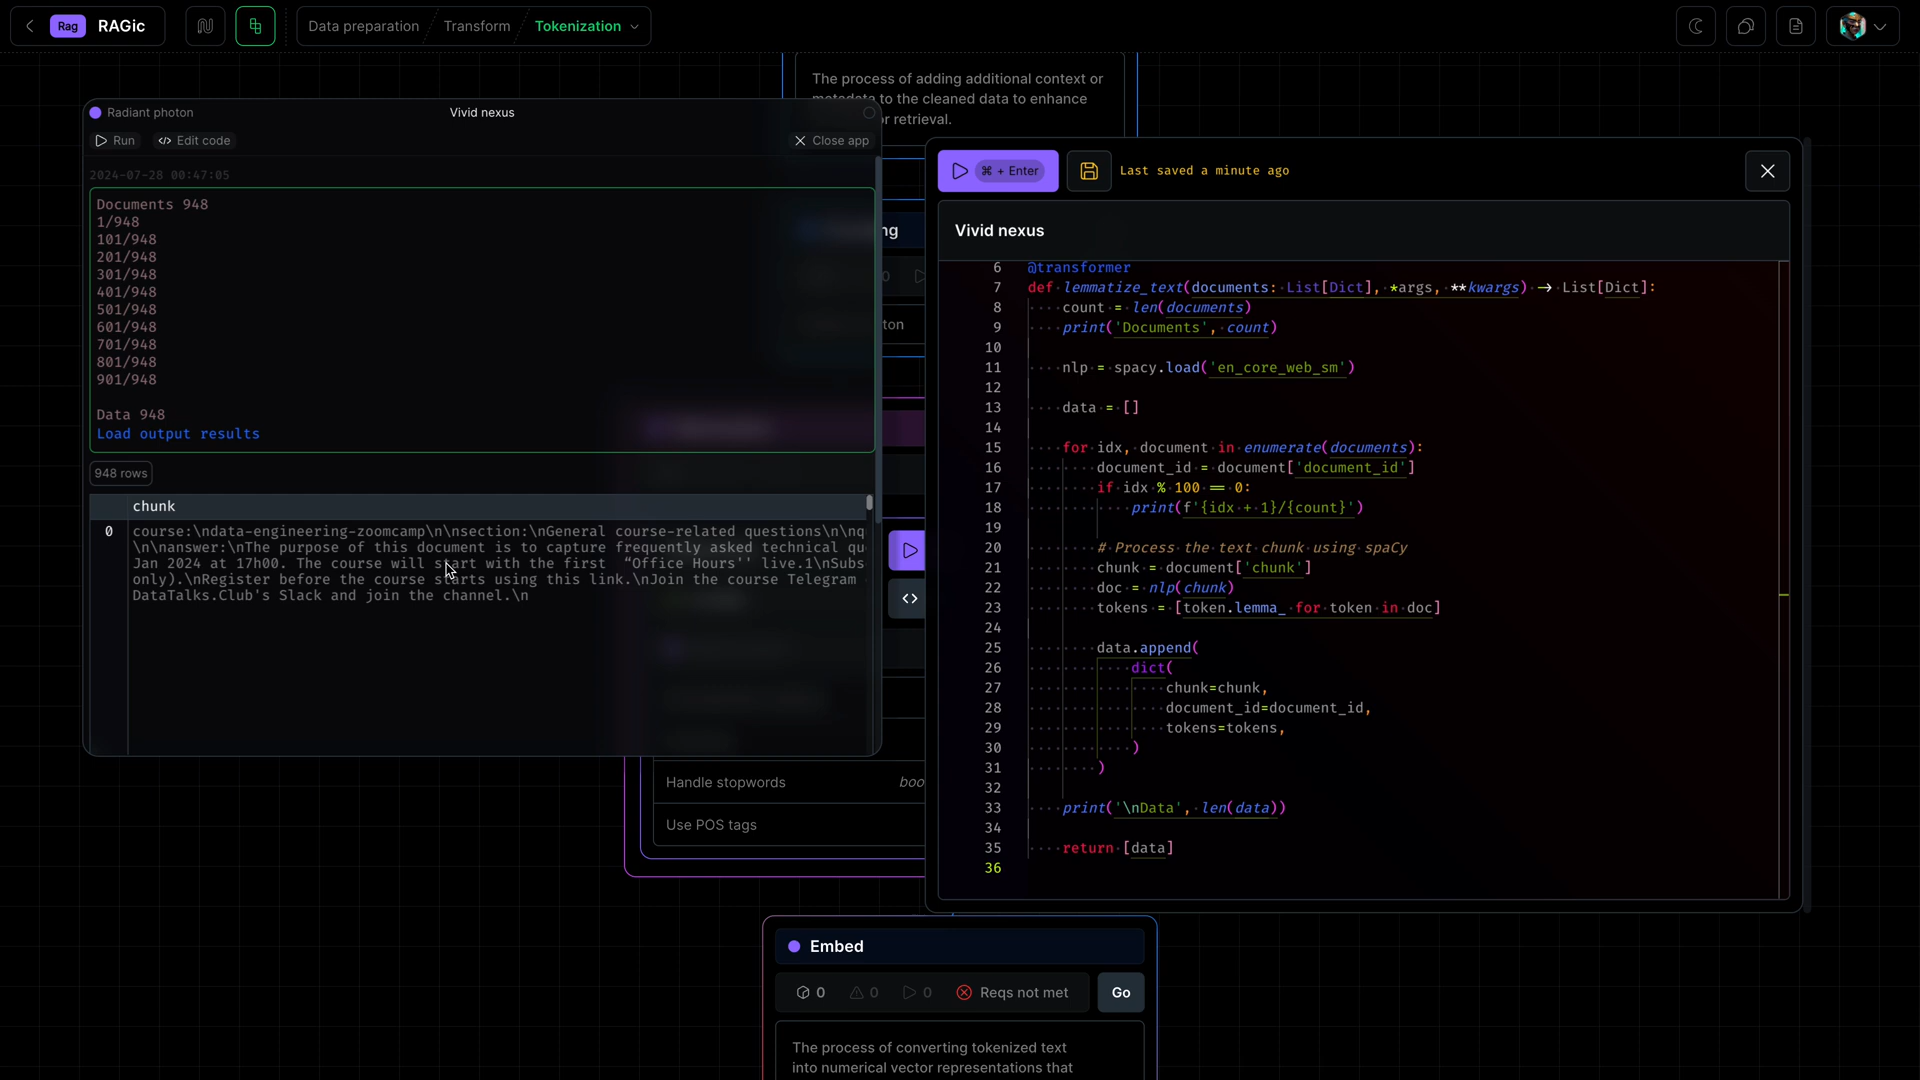 Rag RAGic
Data preparation Transform Tokenization
The process of adding additional context or
metadata to the cleaned data to enhance
or retrieval.
Radiant photon
Vivid nexus
Run
Edit code
Close app
2024-07-28 00:47:05
Documents 948
1/948
101/948
201/948
301/948
401/948
501/948
601/948
701/948
801/948
901/948
Data 948
Load output results
948 rows
chunk
0 course:\ndata-engineering-zoomcamp\n\nsection:\nGeneral course-related questions\n\nq
\n\nanswer:\nThe purpose of this document is to capture frequently asked technical qu
Jan 2024 at 17h00. The course will start with the first “Office Hours'' live.1\nSubs
only).\nRegister before the course starts using this link.\nJoin the course Telegram
DataTalks.Club's Slack and join the channel.\n
ng
0
ton
Handle stopwords boo
Use POS tags
⌘ + Enter
Last saved a minute ago
Vivid nexus
6 @transformer
7 def lemmatize_text(documents: List[Dict], *args, **kwargs) -> List[Dict]:
8 count = len(documents)
9 print('Documents', count)
10
11 nlp = spacy.load('en_core_web_sm')
12
13 data = []
14
15 for idx, document in enumerate(documents):
16 document_id = document['document_id']
17 if idx % 100 == 0:
18 print(f'{idx + 1}/{count}')
19
20 # Process the text chunk using spaCy
21 chunk = document['chunk']
22 doc = nlp(chunk)
23 tokens = [token.lemma_ for token in doc]
24
25 data.append(
26 dict(
27 chunk=chunk,
28 document_id=document_id,
29 tokens=tokens,
30 )
31 )
32
33 print('\nData', len(data))
34
35 return [data]
36
Embed
0 0 0 Reqs not met Go
The process of converting tokenized text
into numerical vector representations that